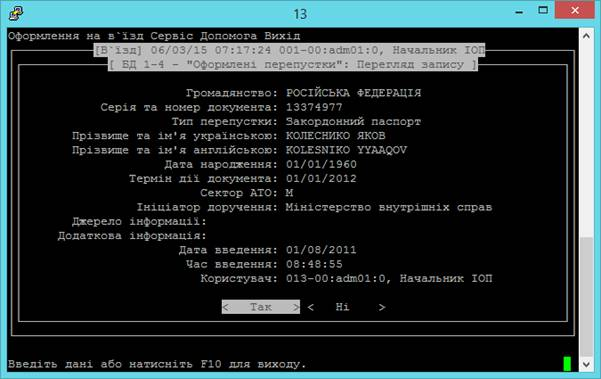 13
Оформлення на в`їзд Сервіс Допомога Вихід
[В`їзд] 06/03/15 07:17:24 001-00:adm01:0, Начальник ІОП
[ БД 1-4 - "Оформлені перепустки": Перегляд запису ]
Громадянство: РОСІЙСЬКА ФЕДЕРАЦІЯ
Серія та номер документа: 13374977
Тип перепустки: Закордонний паспорт
Прізвище та ім'я українською: КОЛЕСНИКО ЯКОВ
Прізвище та ім'я англійською: KOLESNIKO YYAAQOV
Дата народження: 01/01/1960
Термін дії документа: 01/01/2012
Сектор АТО: М
Ініціатор доручення: Міністерство внутрішніх справ
Джерело інформації:
Додаткова інформація:
Дата введення: 01/08/2011
Час введення: 08:48:55
Користувач: 013-00:adm01:0, Начальник ІОП
< Так > < Ні >
Введіть дані або натисніть F10 для виходу.